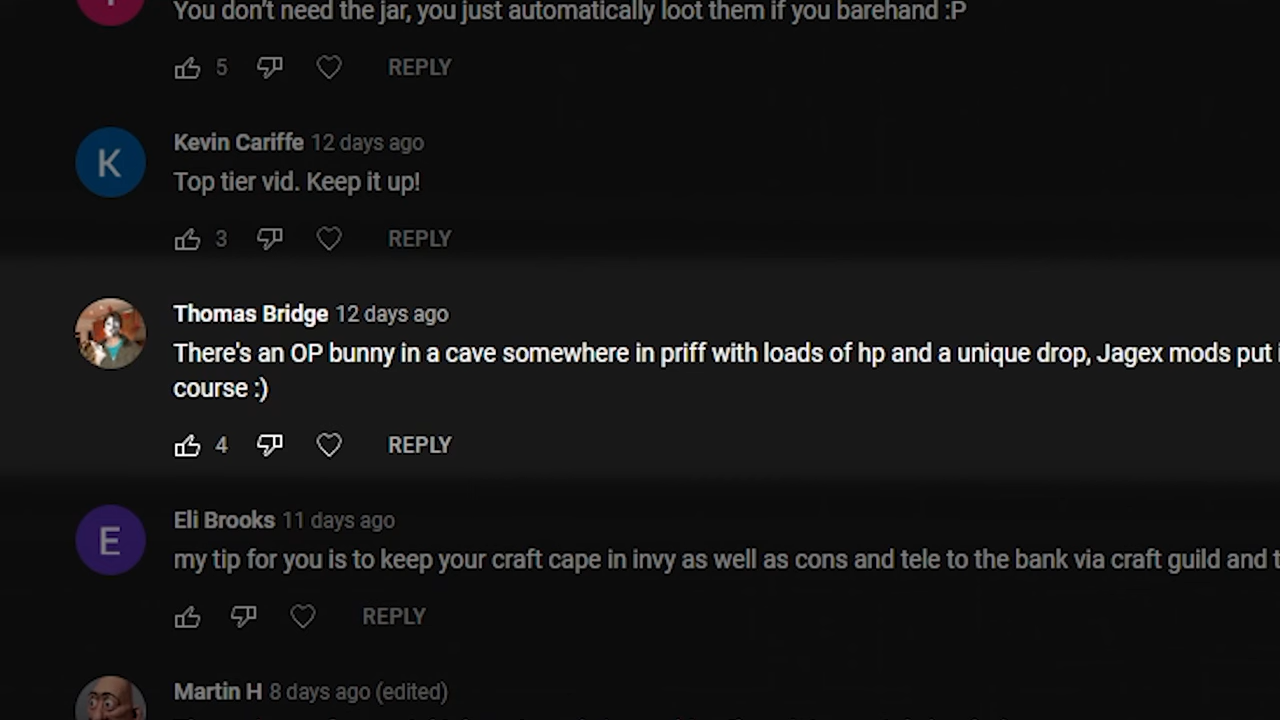 You don't need the jar, you just automatically loot them if you barehand :P
5 REPLY
K
Kevin Cariffe 12 days ago
Top tier vid. Keep it up!
3 REPLY
Thomas Bridge 12 days ago
There's an OP bunny in a cave somewhere in priff with loads of hp and a unique drop, Jagex mods put
course :)
4 REPLY
E
Eli Brooks 11 days ago
my tip for you is to keep your craft cape in invy as well as cons and tele to the bank via craft guild and
REPLY
Martin H 8 days ago (edited)